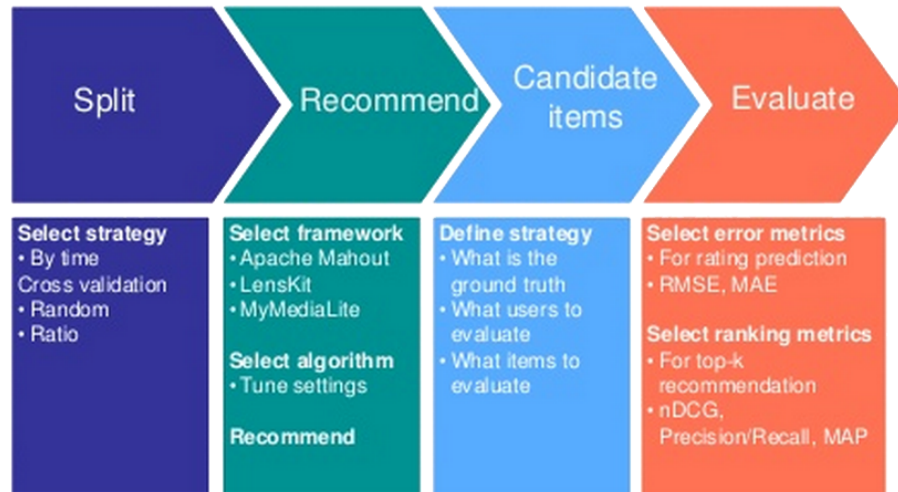 Split
Recommend
Candidate
items
Evaluate
Select strategy
• By time
Cross validation
• Random
• Ratio
Select framework
• Apache Mahout
• LensKit
• MyMediaLite
Select algorithm
• Tune settings
Recommend
Define strategy
• What is the
ground truth
• What users to
evaluate
• What items to
evaluate
Select error metrics
• For rating prediction
• RMSE, MAE
Select ranking metrics
• For top-k
recommendation
• nDCG,
Precision/Recall, MAP